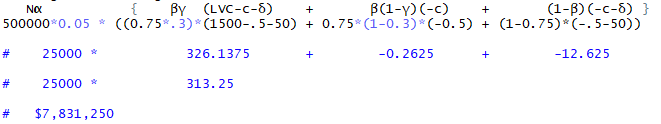 Nα { βγ (LVC-c-δ) + β(1-γ)(-c) + (1-β)(-c-δ) }
500000*0.05 * ((0.75*.3)*(1500-.5-50) + 0.75*(1-0.3)*(-0.5) + (1-0.75)*(-.5-50))
# 25000 * 326.1375 + -0.2625 + -12.625
# 25000 * 313.25
# $7,831,250